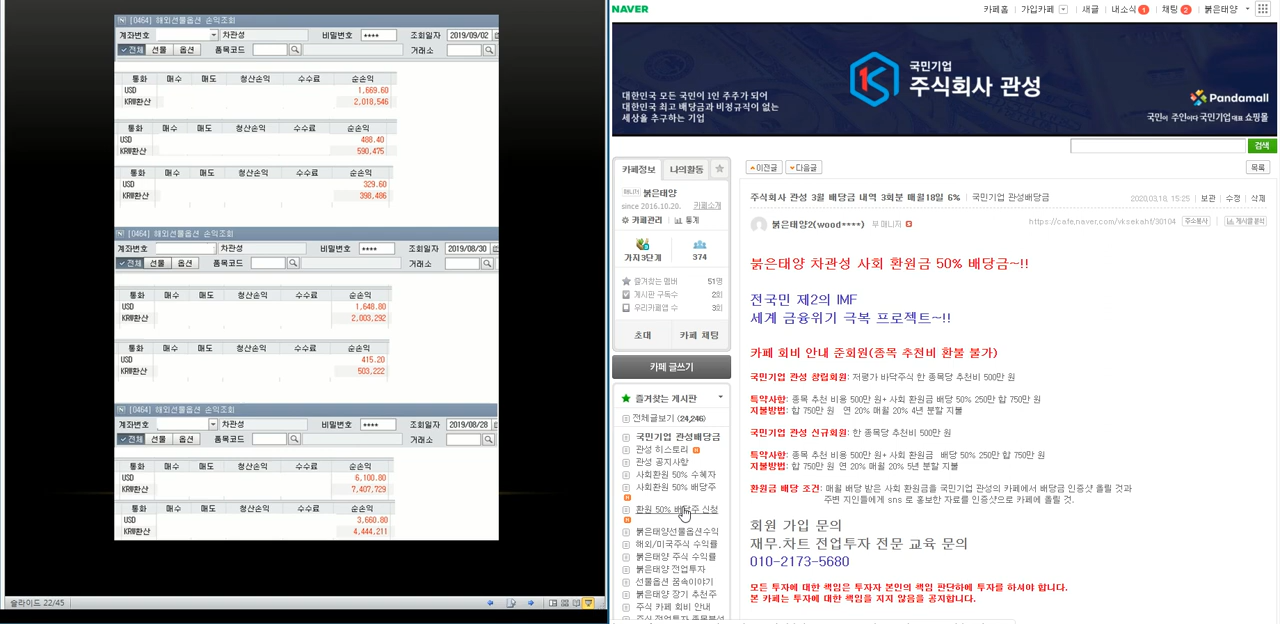 [0464] 해외선물옵션 손익조회
계좌번호 차관성 비밀번호 **** 조회일자 2019/09/02
전체 선물 옵션 품목코드 거래소
통화 매수 매도 청산손익 수수료 순손익
USD 1,669.60
KRW환산 2,018,546
통화 매수 매도 청산손익 수수료 순손익
USD 488.40
KRW환산 590,475
통화 매수 매도 청산손익 수수료 순손익
USD 329.60
KRW환산 398,486
[0464] 해외선물옵션 손익조회
계좌번호 차관성 비밀번호 **** 조회일자 2019/08/30
전체 선물 옵션 품목코드 거래소
통화 매수 매도 청산손익 수수료 순손익
USD 1,648.80
KRW환산 2,003,292
통화 매수 매도 청산손익 수수료 순손익
USD 415.20
KRW환산 503,222
[0464] 해외선물옵션 손익조회
계좌번호 차관성 비밀번호 **** 조회일자 2019/08/28
전체 선물 옵션 품목코드 거래소
통화 매수 매도 청산손익 수수료 순손익
USD 6,100.80
KRW환산 7,407,729
통화 매수 매도 청산손익 수수료 순손익
USD 3,660.80
KRW환산 4,444,211
슬라이드 22/45
NAVER
카페홈 가입카페 새글 내소식 1 채팅 2 붉은태양
대한민국 모든 국민이 1인 주주가 되어
대한민국 최고 배당금과 비정규직이 없는
세상을 추구하는 기업
국민기업
주식회사 관성
Pandamall
국민이 주인이다 국민기업대표 쇼핑몰
검색
카페정보 나의활동
매니저 붉은태양
since 2016.10.20. 카페소개
카페관리 통계
가지3단계 374
즐겨찾는 멤버 51명
게시판 구독수 2회
우리카페앱 수 3회
초대 카페 채팅
카페 글쓰기
즐겨찾는 게시판
전체글보기 (24,246)
국민기업 관성배당금
관성 히스토리
관성 공지사항
사회환원 50% 수혜자
사회환원 50% 배당주
환원 50% 배당주 신청
붉은태양선물옵션수익
해외/미국주식 수익률
붉은태양 주식 수익률
붉은태양 전업투자
선물옵션 꿈속이야기
붉은태양 장기 추천주
주식 카페 회비 안내
주식 전업투자 종목분석
이전글 다음글 목록
주식회사 관성 3월 배당금 내역 3회분 매월18일 6% 국민기업 관성배당금 2020.03.18. 15:25 보관 수정 삭제
붉은태양2(wood****) 부매니저 https://cafe.naver.com/vksekahf/30104 주소복사 게시글 분석
붉은태양 차관성 사회 환원금 50% 배당금~!!
전국민 제2의 IMF
세계 금융위기 극복 프로젝트~!!
카페 회비 안내 준회원(종목 추천비 환불 불가)
국민기업 관성 창립회원: 저평가 바닥주식 한 종목당 추천비 500만 원
특약사항: 종목 추천 비용 500만 원+ 사회 환원금 배당 50% 250만 합 750만 원
지불방법: 합 750만 원 연 20% 매월 20% 4년 분할 지불
국민기업 관성 신규회원: 한 종목당 추천비 500만 원
특약사항: 종목 추천 비용 500만 원+ 사회 환원금 배당 50% 250만 합 750만 원
지불방법: 합 750만 원 연 20% 매월 20% 5년 분할 지불
환원금 배당 조건: 매월 배당 받은 사회 환원금을 국민기업 관성의 카페에서 배당금 인증샷 올릴 것과
주변 지인들에게 sns 로 홍보한 자료를 인증샷으로 카페에 올릴 것.
회원 가입 문의
재무.차트 전업투자 전문 교육 문의
010-2173-5680
모든 투자에 대한 책임은 투자자 본인의 책임 판단하에 투자를 하셔야 합니다.
본 카페는 투자에 대한 책임을 지지 않음을 공지합니다.